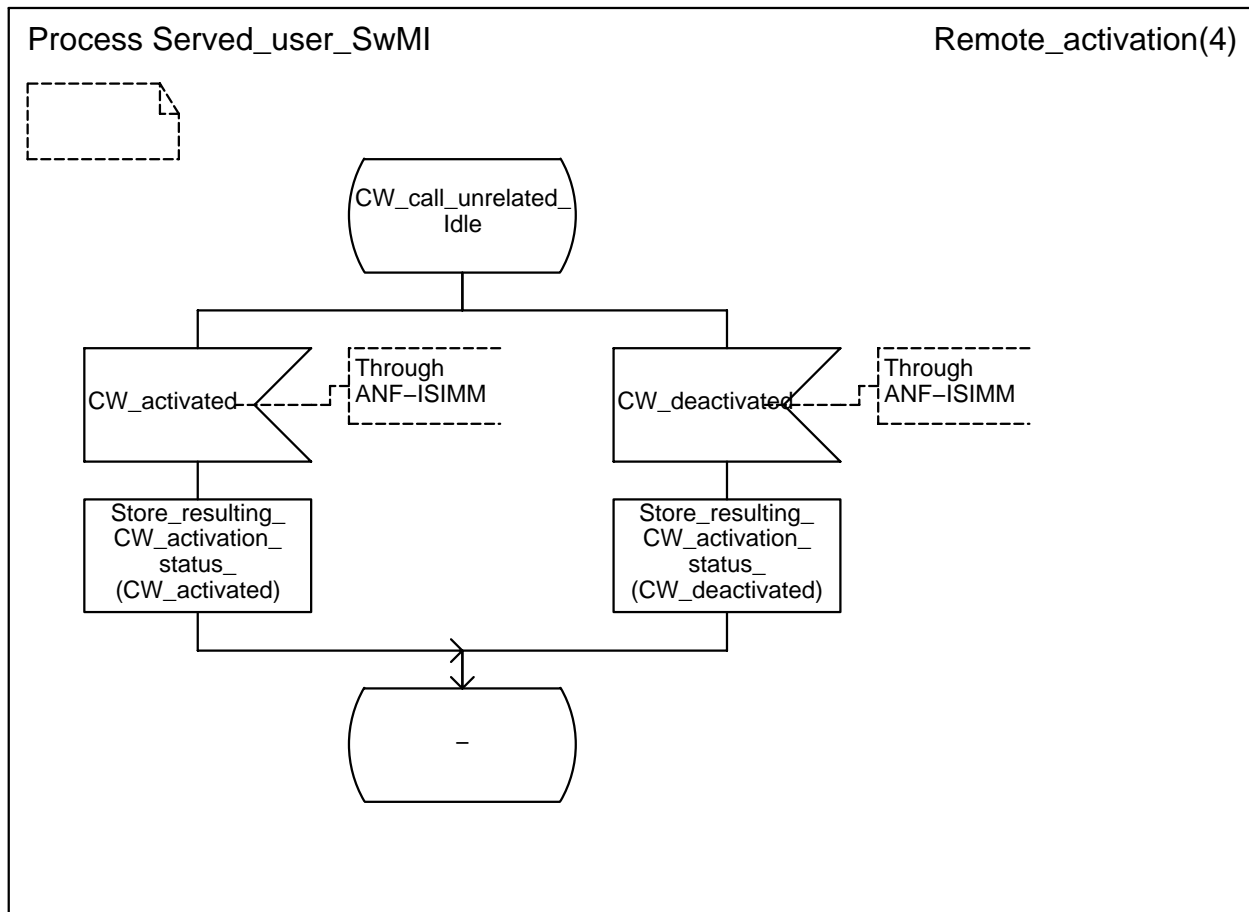 Process Served_user_SwMI
Remote_activation(4)
CW_call_unrelated_
Idle
CW_activated
Through
ANF−ISIMM
CW_deactivated
Through
ANF−ISIMM
Store_resulting_
CW_activation_
status_
(CW_activated)
Store_resulting_
CW_activation_
status_
(CW_deactivated)
−